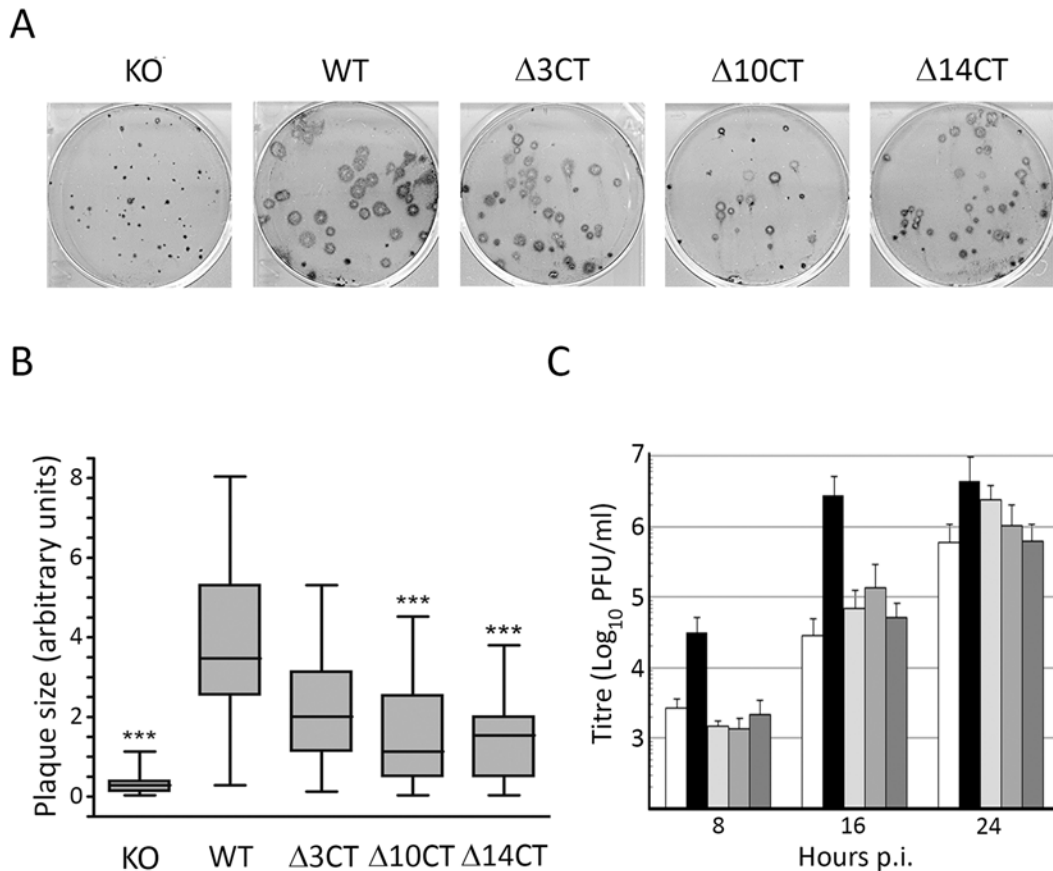 A
KO WT Δ3CT Δ10CT Δ14CT
B
C
Plaque size (arbitrary units)
8
6
4
2
0
***
***
***
KO WT Δ3CT Δ10CT Δ14CT
Titre (Log10 PFU/ml)
7
6
5
4
3
8 16 24
Hours p.i.